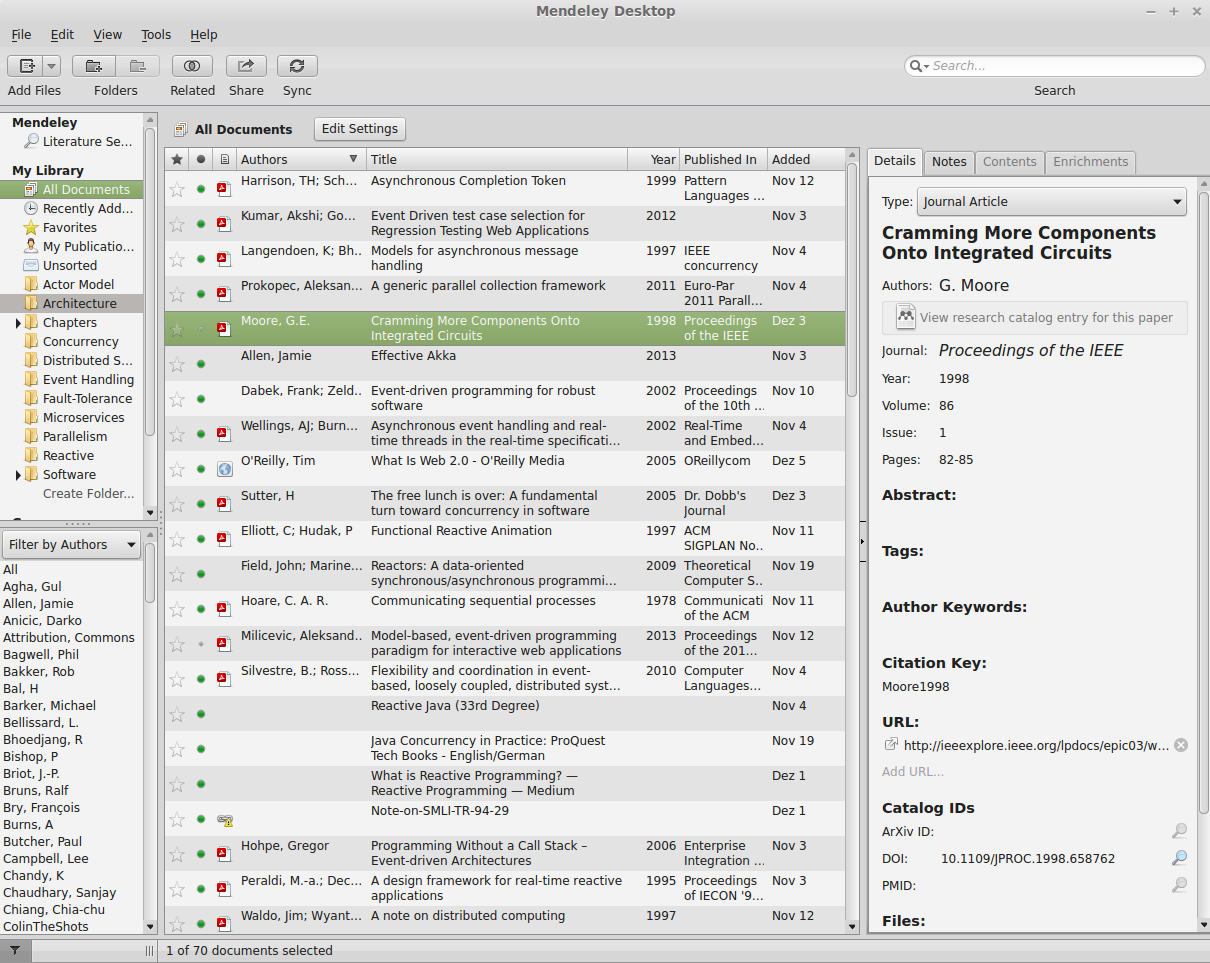 Mendeley Desktop
File Edit View Tools Help
Add Files Folders Related Share Sync
Search...
Search
Mendeley
Literature Se...
My Library
All Documents
Recently Add...
Favorites
My Publicatio...
Unsorted
Actor Model
Architecture
Chapters
Concurrency
Distributed S...
Event Handling
Fault-Tolerance
Microservices
Parallelism
Reactive
Software
Create Folder...
Filter by Authors
All
Agha, Gul
Allen, Jamie
Anicic, Darko
Attribution, Commons
Bagwell, Phil
Bakker, Rob
Bal, H
Barker, Michael
Bellissard, L.
Bhoedjang, R
Bishop, P
Briot, J.-P.
Bruns, Ralf
Bry, François
Burns, A
Butcher, Paul
Campbell, Lee
Chandy, K
Chaudhary, Sanjay
Chiang, Chia-chu
ColinTheShots
All Documents Edit Settings
Authors Title Year Published In Added
Harrison, TH; Sch... Asynchronous Completion Token 1999 Pattern Nov 12
Languages ...
Kumar, Akshi; Go... Event Driven test case selection for 2012 Nov 3
Regression Testing Web Applications
Langendoen, K; Bh.. Models for asynchronous message 1997 IEEE Nov 4
handling concurrency
Prokopec, Aleksan... A generic parallel collection framework 2011 Euro-Par Nov 4
2011 Parall...
Moore, G.E. Cramming More Components Onto 1998 Proceedings Dez 3
Integrated Circuits of the IEEE
Allen, Jamie Effective Akka 2013 Nov 3
Dabek, Frank; Zeld.. Event-driven programming for robust 2002 Proceedings Nov 10
software of the 10th ...
Wellings, AJ; Burn... Asynchronous event handling and real- 2002 Real-Time Nov 4
time threads in the real-time specificati... and Embed...
O'Reilly, Tim What Is Web 2.0 - O'Reilly Media 2005 OReillycom Dez 5
Sutter, H The free lunch is over: A fundamental 2005 Dr. Dobb's Dez 3
turn toward concurrency in software Journal
Elliott, C; Hudak, P Functional Reactive Animation 1997 ACM Nov 11
SIGPLAN No..
Field, John; Marine... Reactors: A data-oriented 2009 Theoretical Nov 19
synchronous/asynchronous programmi... Computer S..
Hoare, C. A. R. Communicating sequential processes 1978 Communicati Nov 11
of the ACM
Milicevic, Aleksand.. Model-based, event-driven programming 2013 Proceedings Nov 12
paradigm for interactive web applications of the 201...
Silvestre, B.; Ross... Flexibility and coordination in event- 2010 Computer Nov 4
based, loosely coupled, distributed syst... Languages...
Reactive Java (33rd Degree) Nov 4
Java Concurrency in Practice: ProQuest Nov 19
Tech Books - English/German
What is Reactive Programming? — Dez 1
Reactive Programming — Medium
Note-on-SMLI-TR-94-29 Dez 1
Hohpe, Gregor Programming Without a Call Stack – 2006 Enterprise Nov 3
Event-driven Architectures Integration ...
Peraldi, M.-a.; Dec... A design framework for real-time reactive 1995 Proceedings Nov 3
applications of IECON '9...
Waldo, Jim; Wyant... A note on distributed computing 1997 Nov 12
Details Notes Contents Enrichments
Type: Journal Article
Cramming More Components
Onto Integrated Circuits
Authors: G. Moore
View research catalog entry for this paper
Journal: Proceedings of the IEEE
Year: 1998
Volume: 86
Issue: 1
Pages: 82-85
Abstract:
Tags:
Author Keywords:
Citation Key:
Moore1998
URL:
http://ieeexplore.ieee.org/lpdocs/epic03/w...
Add URL...
Catalog IDs
ArXiv ID:
DOI: 10.1109/JPROC.1998.658762
PMID:
Files:
1 of 70 documents selected